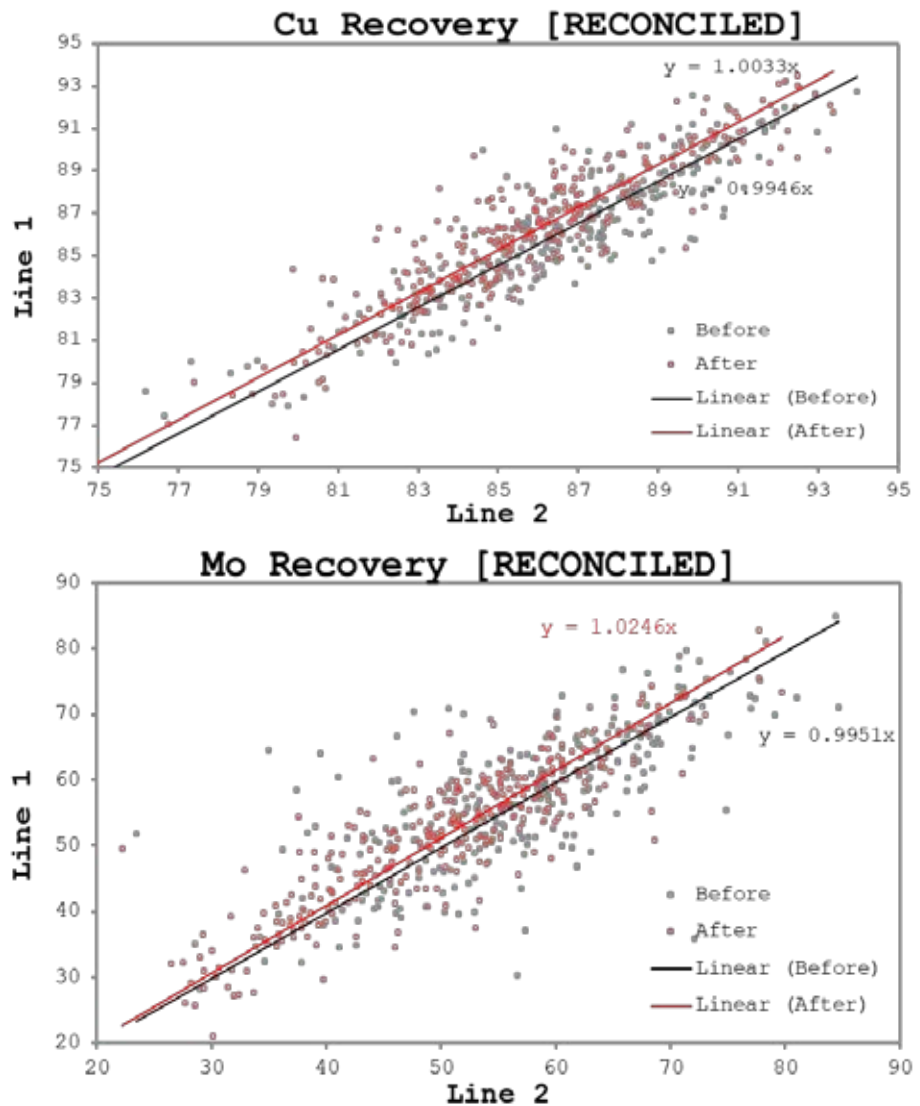 Cu Recovery [RECONCILED]
95
y = 1.0033x
93
91
89
y = 0.9946x
87
Line 1
85
83
Before
81
After
79
Linear (Before)
77
Linear (After)
75
75 77 79 81 83 85 87 89 91 93 95
Line 2
Mo Recovery [RECONCILED]
90
y = 1.0246x
80
70
y = 0.9951x
60
Line 1
50
Before
40
After
30
Linear (Before)
Linear (After)
20
20 30 40 50 60 70 80 90
Line 2